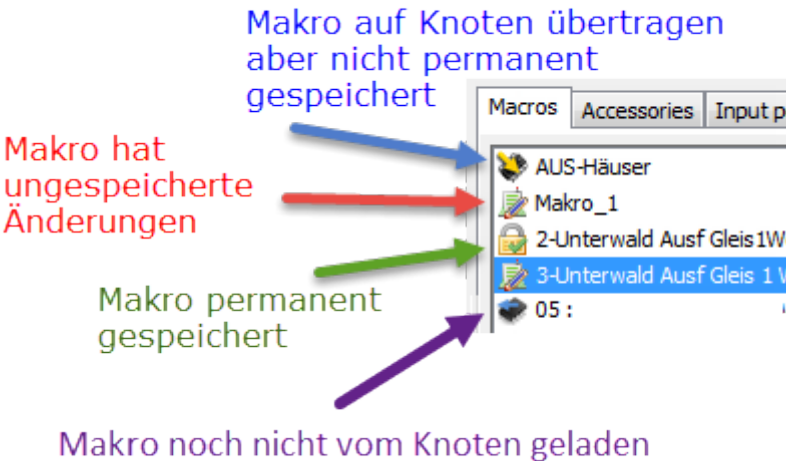 Makro auf Knoten übertragen
aber nicht permanent
gespeichert
Macros Accessories Input p
Makro hat
ungespeicherte
Änderungen
AUS-Häuser
Makro_1
2-Unterwald Ausf Gleis1W
3-Unterwald Ausf Gleis 1 W
05 :
Makro permanent
gespeichert
Makro noch nicht vom Knoten geladen